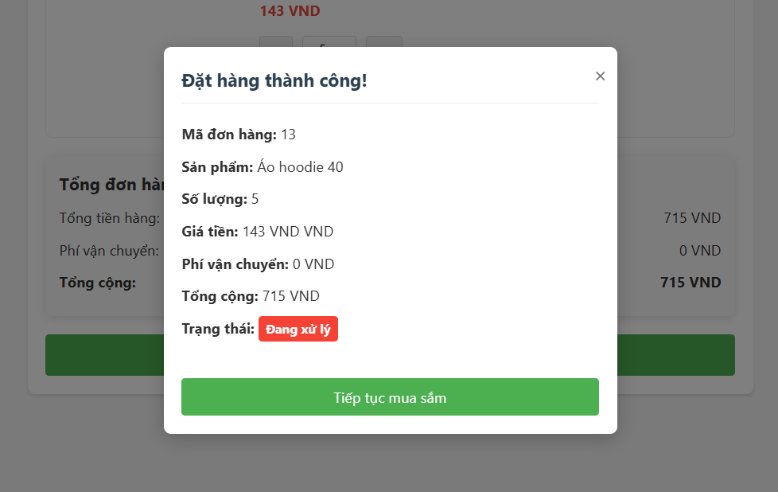 143 VND
Đặt hàng thành công!
×
Mã đơn hàng: 13
Sản phẩm: Áo hoodie 40
Số lượng: 5
Giá tiền: 143 VND VND
Phí vận chuyển: 0 VND
Tổng cộng: 715 VND
Trạng thái: Đang xử lý
Tiếp tục mua sắm
Tổng đơn
Tổng tiền hàng: 715 VND
Phí vận chuyển: 0 VND
Tổng cộng: 715 VND